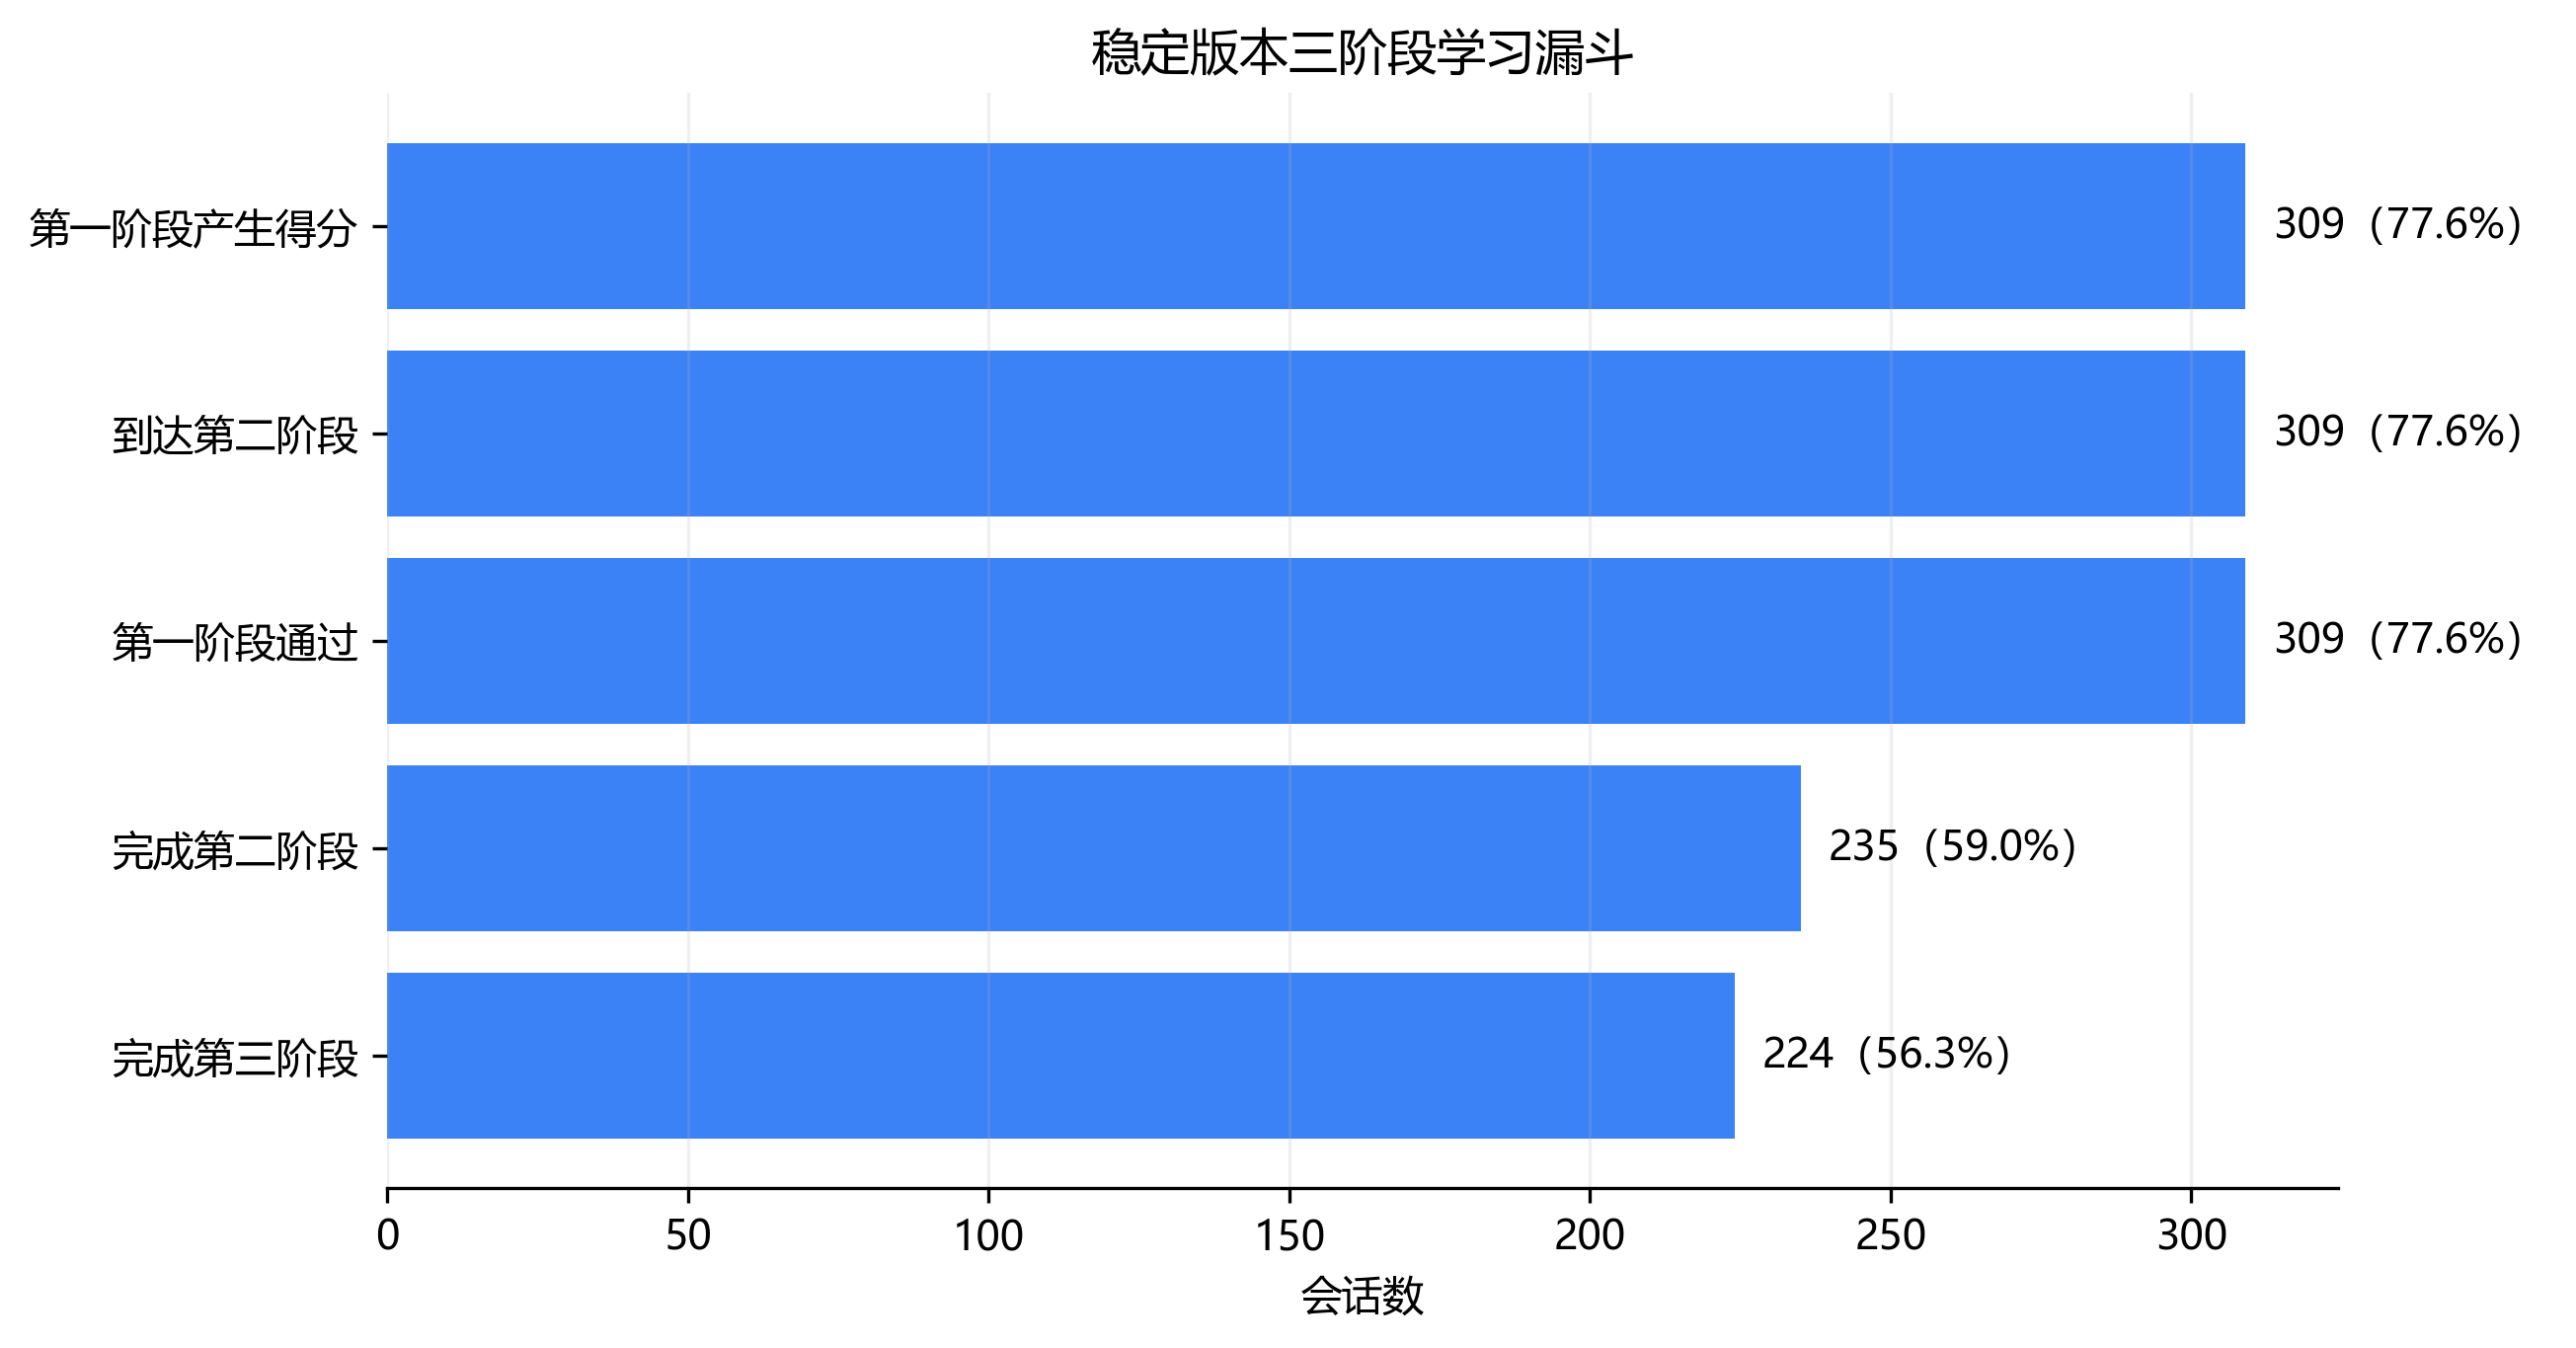 稳定版本三阶段学习漏斗
第一阶段产生得分
309（77.6%）
到达第二阶段
309（77.6%）
第一阶段通过
309（77.6%）
完成第二阶段
235（59.0%）
完成第三阶段
224（56.3%）
0 50 100 150 200 250 300
会话数